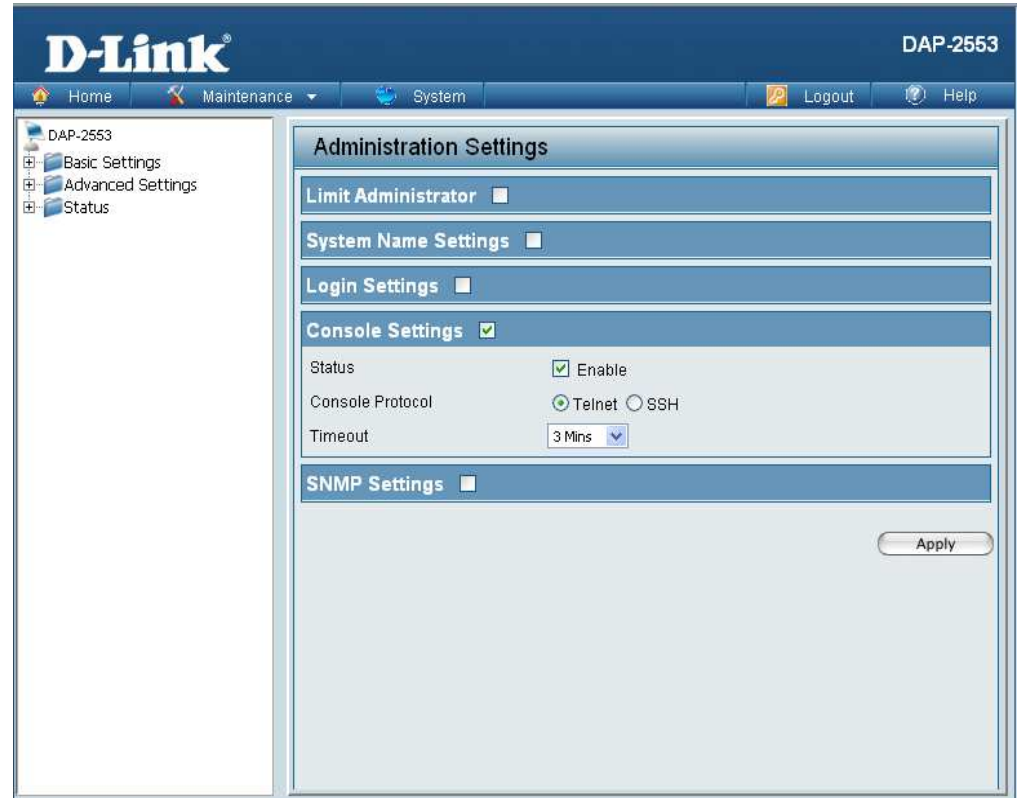 D-Link®
DAP-2553
Home Maintenance System Logout Help
DAP-2553
Basic Settings
Advanced Settings
Status
Administration Settings
Limit Administrator
System Name Settings
Login Settings
Console Settings
Status Enable
Console Protocol Telnet SSH
Timeout 3 Mins
SNMP Settings
Apply